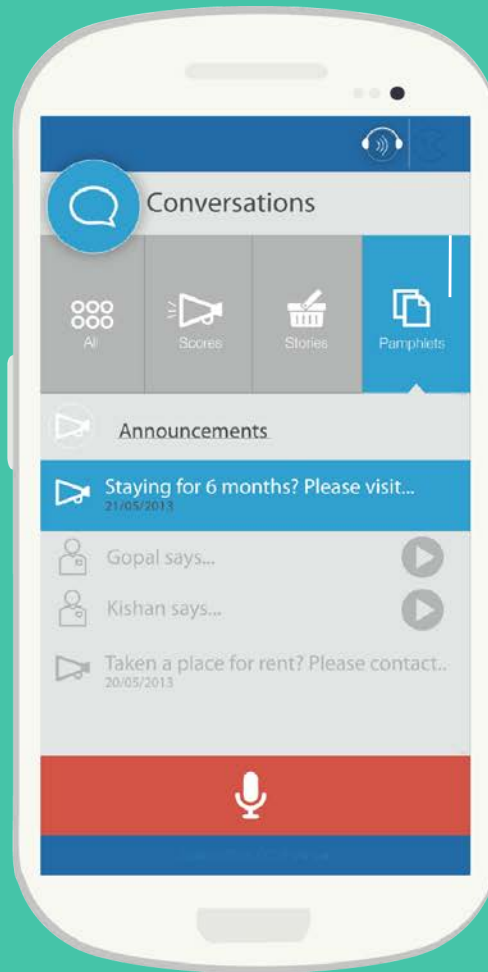 Conversations
All
Scores
Stories
Pamphlets
Announcements
Staying for 6 months? Please visit...
21/05/2013
Gopal says...
Kishan says...
Taken a place for rent? Please contact..
20/05/2013